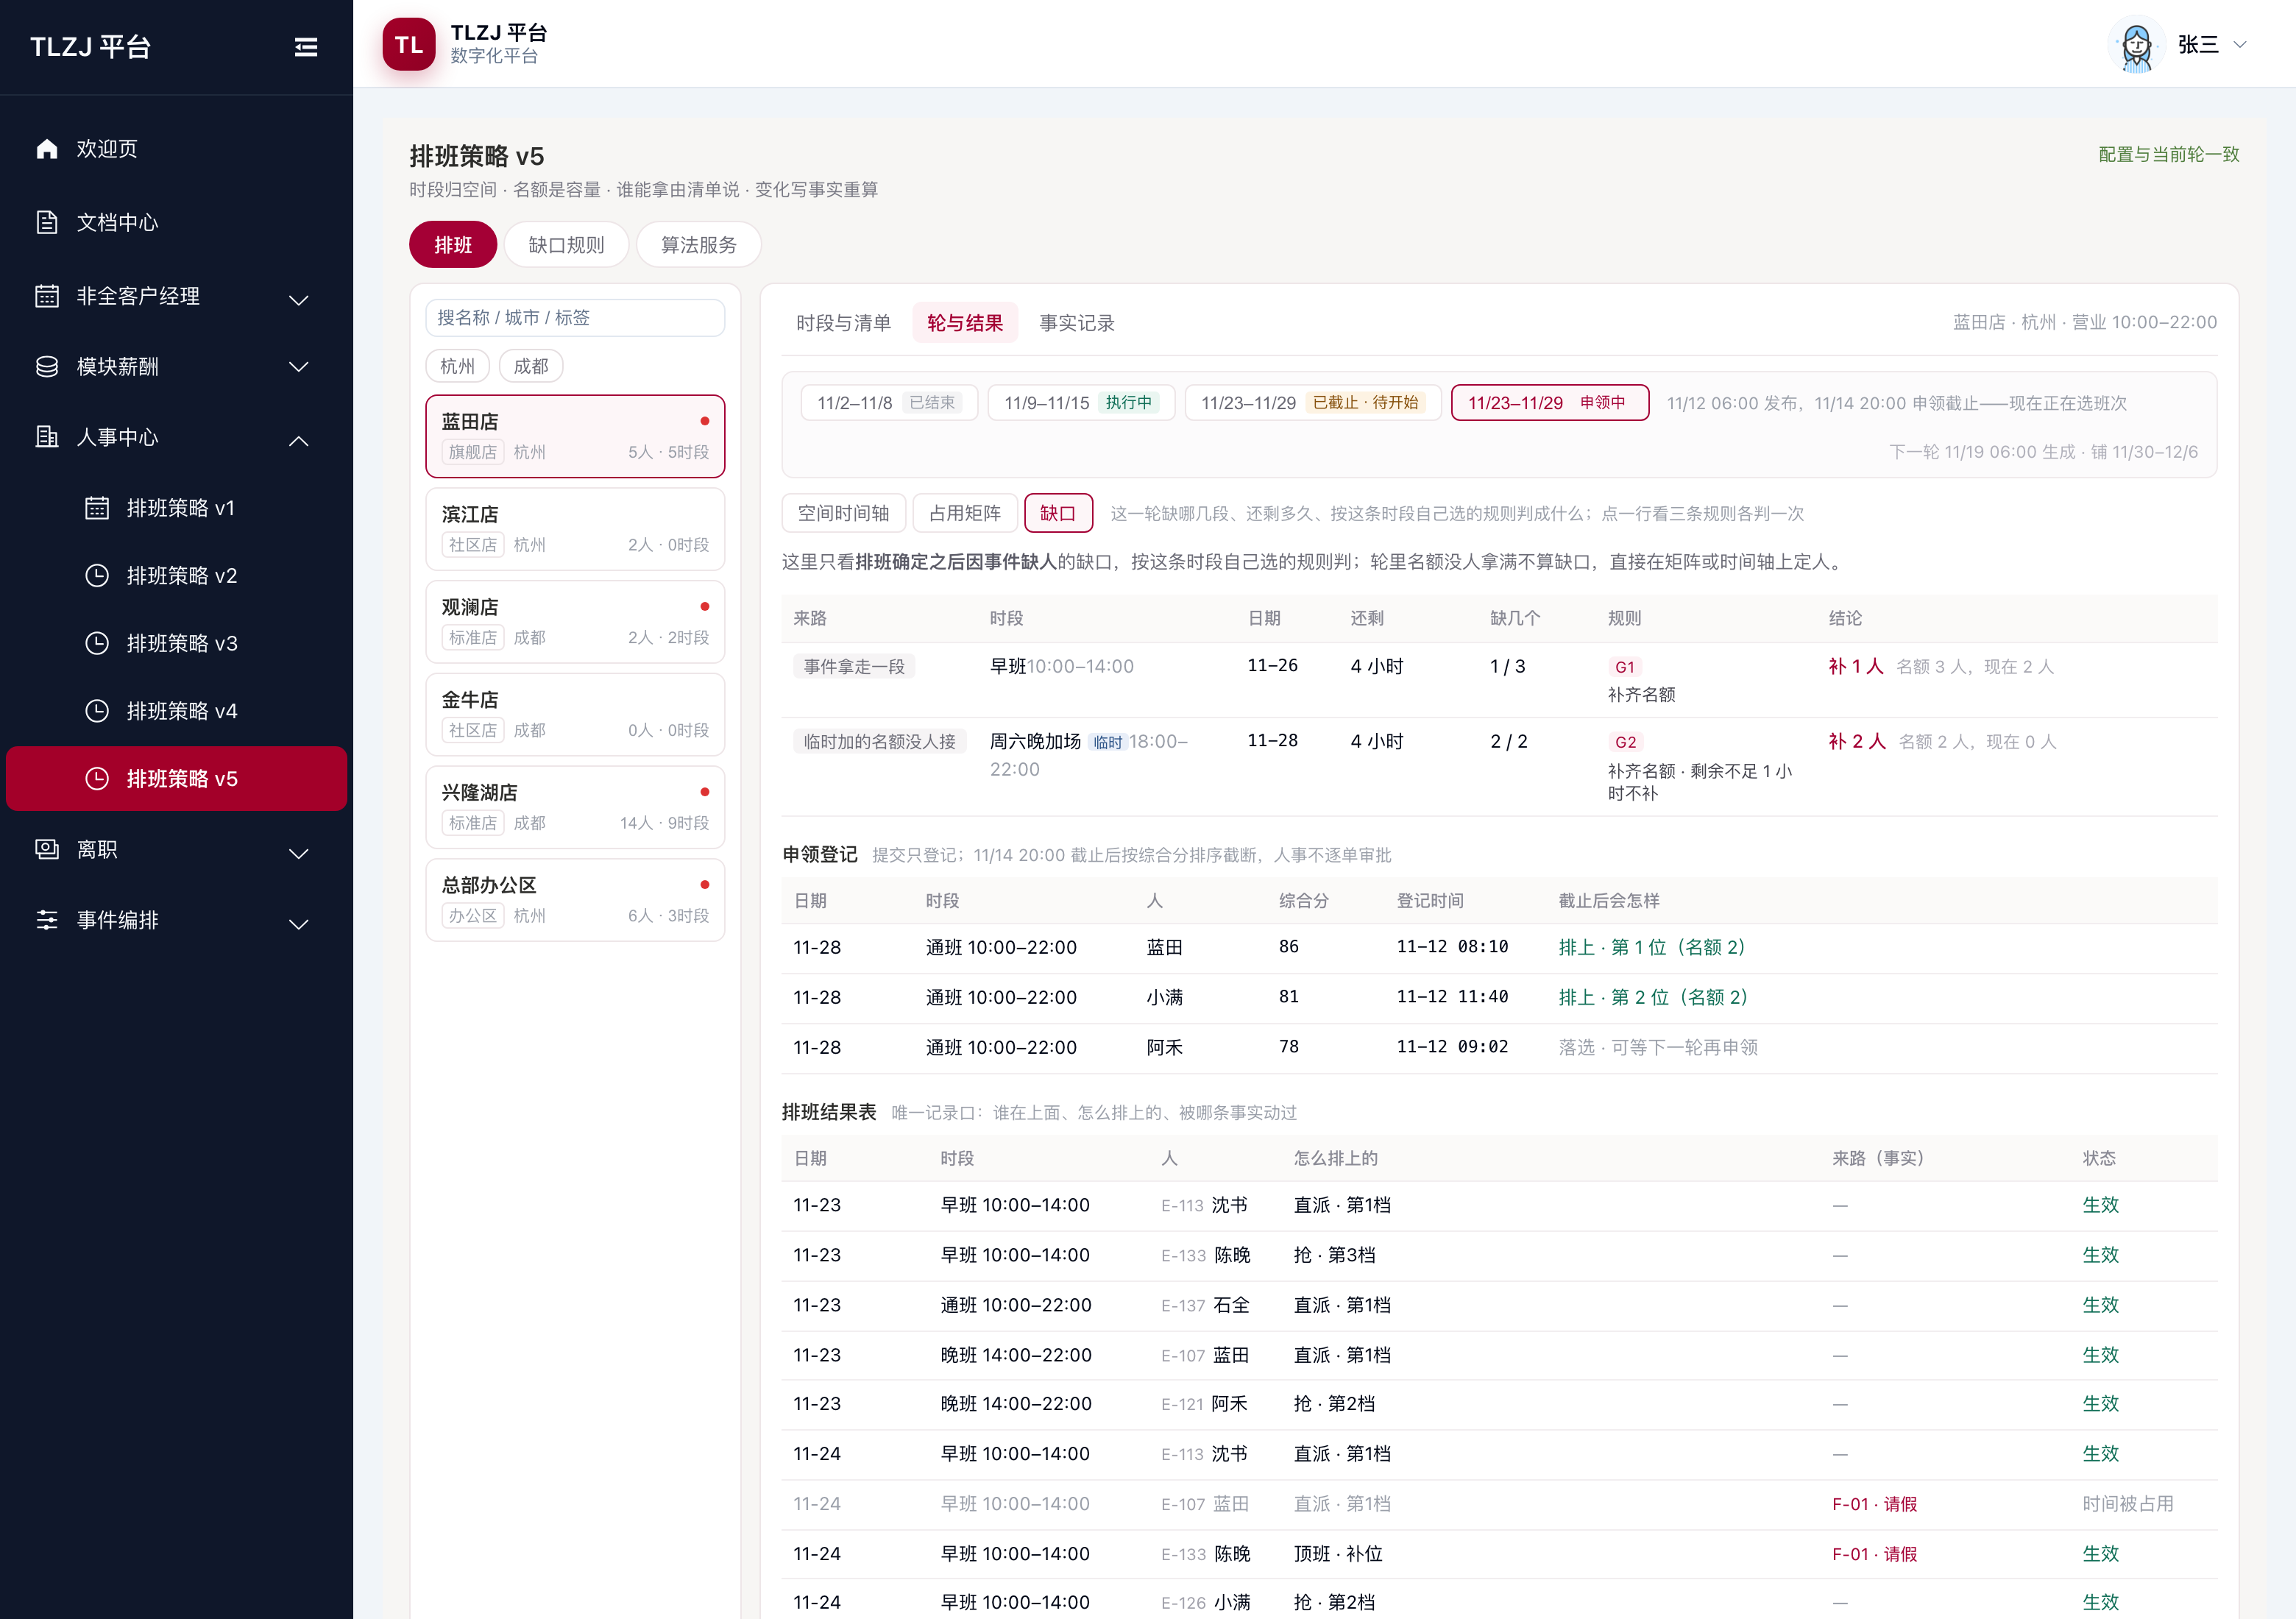 TLZJ 平台
欢迎页
文档中心
非全客户经理
模块薪酬
人事中心
排班策略 v1
排班策略 v2
排班策略 v3
排班策略 v4
排班策略 v5
离职
事件编排
TL
TLZJ 平台
数字化平台
张三
排班策略 v5
配置与当前轮一致
时段归空间 · 名额是容量 · 谁能拿由清单说 · 变化写事实重算
排班 缺口规则 算法服务
搜名称 / 城市 / 标签
杭州 成都
蓝田店
旗舰店 杭州 5人 · 5时段
滨江店
社区店 杭州 2人 · 0时段
观澜店
标准店 成都 2人 · 2时段
金牛店
社区店 成都 0人 · 0时段
兴隆湖店
标准店 成都 14人 · 9时段
总部办公区
办公区 杭州 6人 · 3时段
时段与清单 轮与结果 事实记录 蓝田店 · 杭州 · 营业 10:00–22:00
11/2–11/8 已结束 11/9–11/15 执行中 11/23–11/29 已截止 · 待开始 11/23–11/29 申领中 11/12 06:00 发布，11/14 20:00 申领截止——现在正在选班次
下一轮 11/19 06:00 生成 · 铺 11/30–12/6
空间时间轴 占用矩阵 缺口 这一轮缺哪几段、还剩多久、按这条时段自己选的规则判成什么；点一行看三条规则各判一次
这里只看排班确定之后因事件缺人的缺口，按这条时段自己选的规则判；轮里名额没人拿满不算缺口，直接在矩阵或时间轴上定人。
来路 时段 日期 还剩 缺几个 规则 结论
事件拿走一段 早班10:00–14:00 11–26 4 小时 1 / 3 G1 补 1 人 名额 3 人，现在 2 人
补齐名额
临时加的名额没人接 周六晚加场 临时 18:00– 11–28 4 小时 2 / 2 G2 补 2 人 名额 2 人，现在 0 人
22:00 补齐名额 · 剩余不足 1 小
时不补
申领登记 提交只登记；11/14 20:00 截止后按综合分排序截断，人事不逐单审批
日期 时段 人 综合分 登记时间 截止后会怎样
11-28 通班 10:00–22:00 蓝田 86 11–12 08:10 排上 · 第 1 位（名额 2）
11-28 通班 10:00–22:00 小满 81 11–12 11:40 排上 · 第 2 位（名额 2）
11-28 通班 10:00–22:00 阿禾 78 11–12 09:02 落选 · 可等下一轮再申领
排班结果表 唯一记录口：谁在上面、怎么排上的、被哪条事实动过
日期 时段 人 怎么排上的 来路（事实） 状态
11-23 早班 10:00–14:00 E-113 沈书 直派 · 第1档 — 生效
11-23 早班 10:00–14:00 E-133 陈晚 抢 · 第3档 — 生效
11-23 通班 10:00–22:00 E-137 石全 直派 · 第1档 — 生效
11-23 晚班 14:00–22:00 E-107 蓝田 直派 · 第1档 — 生效
11-23 晚班 14:00–22:00 E-121 阿禾 抢 · 第2档 — 生效
11-24 早班 10:00–14:00 E-113 沈书 直派 · 第1档 — 生效
11-24 早班 10:00–14:00 E-107 蓝田 直派 · 第1档 F-01 · 请假 时间被占用
11-24 早班 10:00–14:00 E-133 陈晚 顶班 · 补位 F-01 · 请假 生效
11-24 早班 10:00–14:00 E-126 小满 抢 · 第2档 — 生效